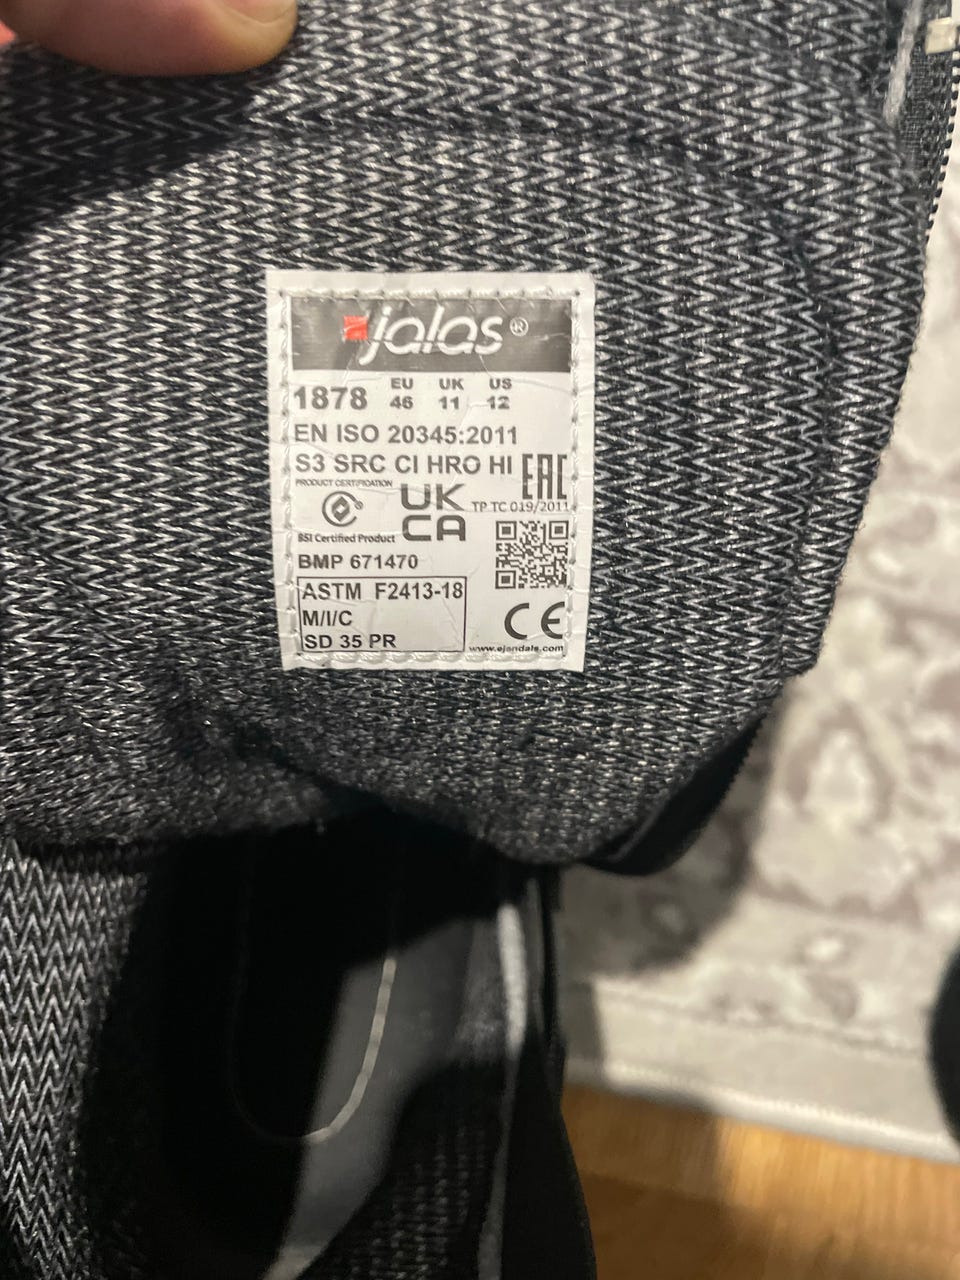 jalas®
1878 EU 46 UK 11 US 12
EN ISO 20345:2011
S3 SRC CI HRO HI
PRODUCT CERTIFICATION
EAC
UK
CA
TP TC 019/2011
BSI Certified Product
BMP 671470
ASTM F2413-18
M/I/C
SD 35 PR
CE
www.ejendals.com